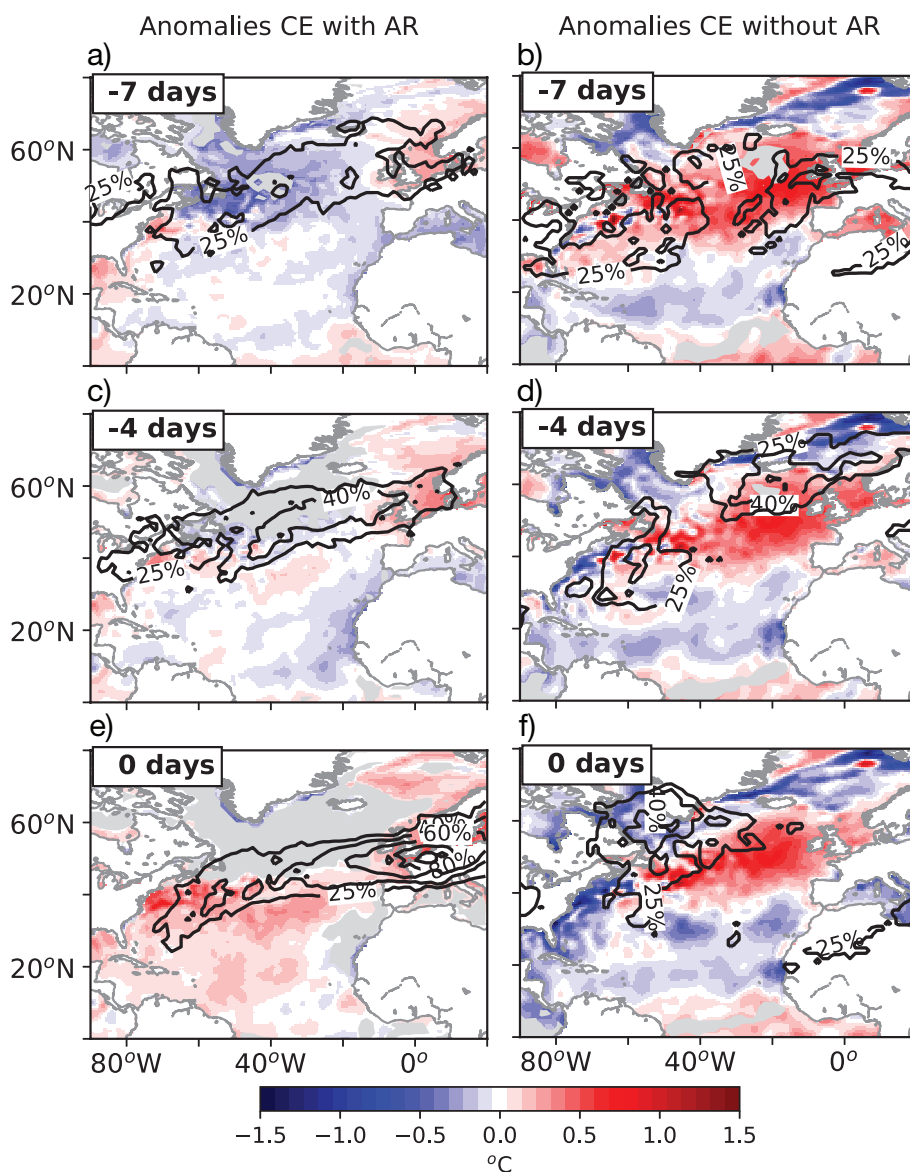 Anomalies CE with AR
Anomalies CE without AR
a)
b)
-7 days
-7 days
60°N
20°N
25%
25%
25%
25%
25%
25%
c)
d)
-4 days
-4 days
60°N
20°N
40%
25%
25%
40%
25%
e)
f)
0 days
0 days
60°N
20°N
60%
80%
25%
40%
25%
25%
80°W
40°W
0°
80°W
40°W
0°
−1.5
−1.0
−0.5
0.0
0.5
1.0
1.5
°C